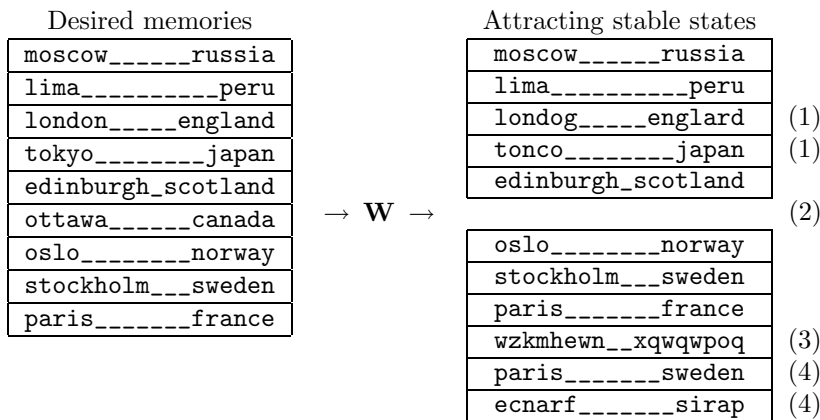 Desired memories
moscow______russia
lima__________peru
london_____england
tokyo________japan
edinburgh_scotland
ottawa______canada
oslo________norway
stockholm___sweden
paris_______france
→ W →
Attracting stable states
moscow______russia
lima__________peru
londog_____englard (1)
tonco________japan (1)
edinburgh_scotland
(2)
oslo________norway
stockholm___sweden
paris_______france
wzkmhewn__xqwqwpoq (3)
paris_______sweden (4)
ecnarf_______sirap (4)